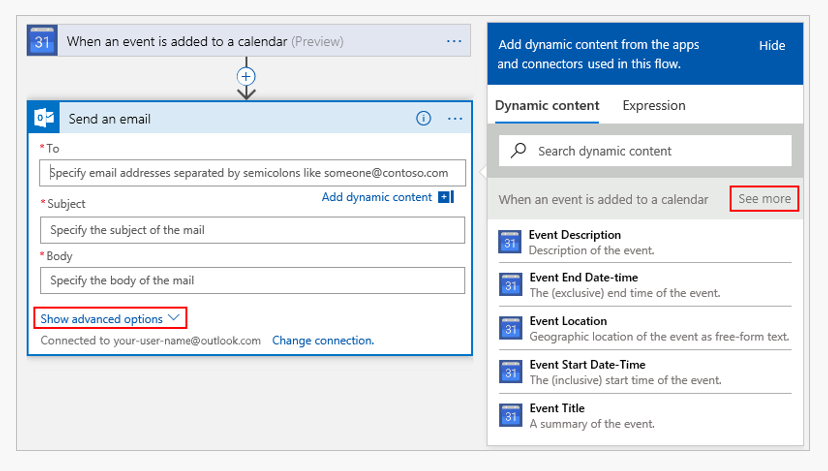 31 When an event is added to a calendar (Preview) ...
Send an email ...
* To
Specify email addresses separated by semicolons like someone@contoso.com
Add dynamic content
* Subject
Specify the subject of the mail
* Body
Specify the body of the mail
Show advanced options
Connected to your-user-name@outlook.com Change connection.
Add dynamic content from the apps
and connectors used in this flow.
Hide
Dynamic content Expression
Search dynamic content
When an event is added to a calendar See more
31 Event Description
Description of the event.
31 Event End Date-time
The (exclusive) end time of the event.
31 Event Location
Geographic location of the event as free-form text.
31 Event Start Date-Time
The (inclusive) start time of the event.
31 Event Title
A summary of the event.